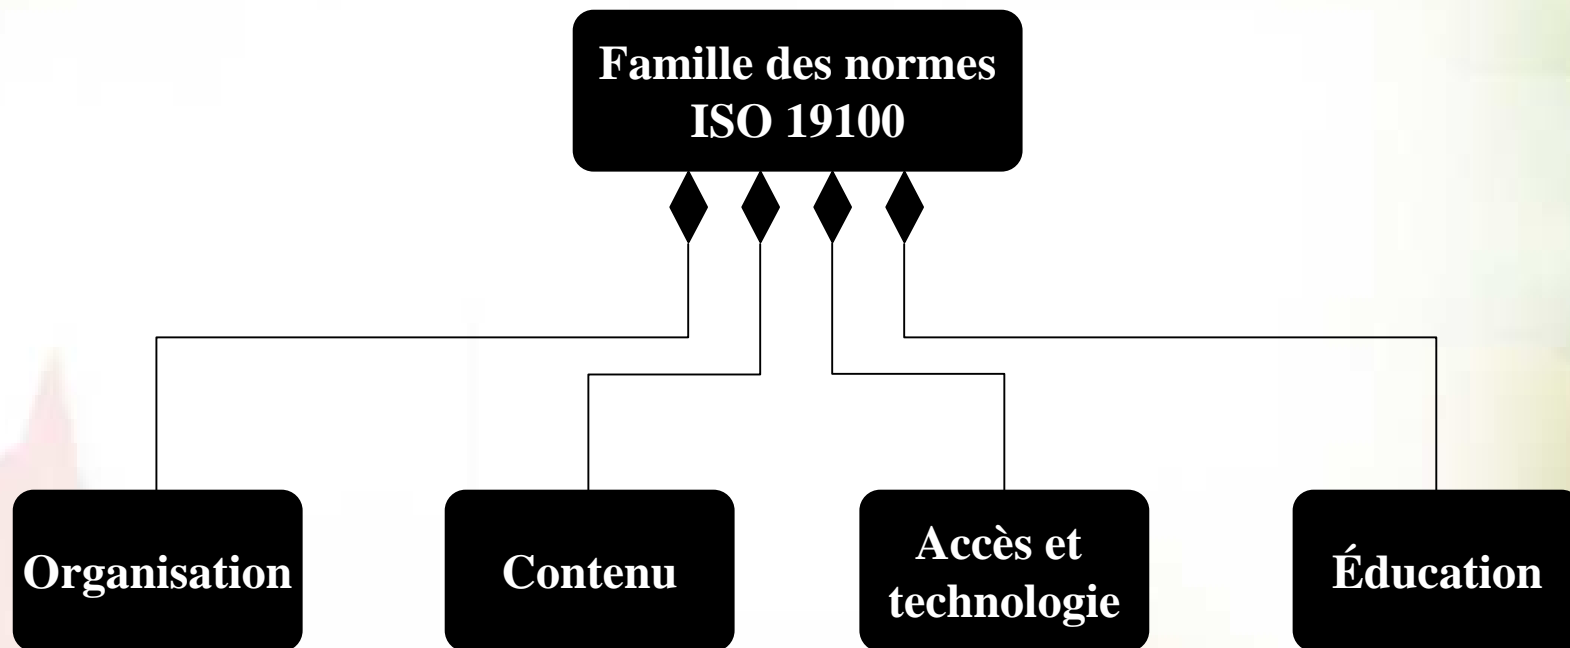 Famille des normes
ISO 19100
Organisation
Contenu
Accès et
technologie
Éducation